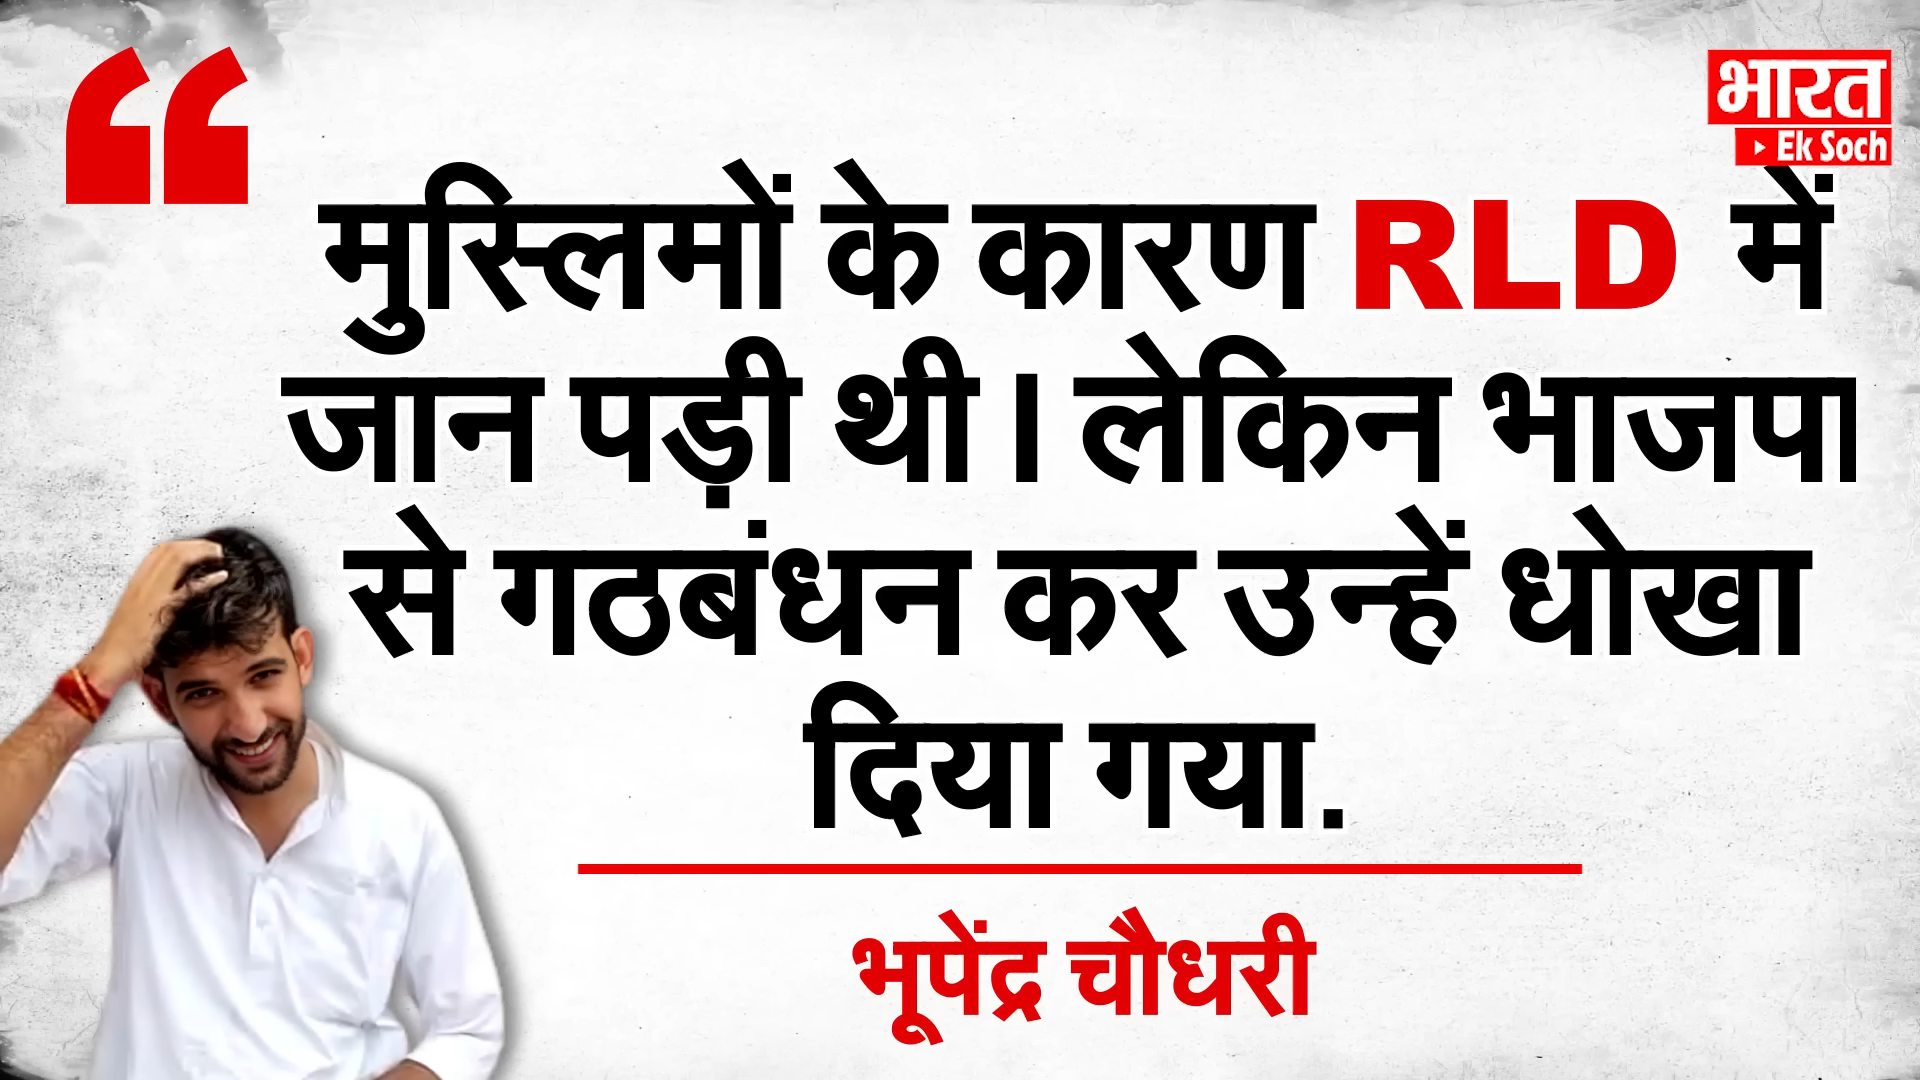 भारत
Ek Soch
मुस्लिमों के कारण RLD में
जान पड़ी थी । लेकिन भाजपा
से गठबंधन कर उन्हें धोखा
दिया गया.
भूपेंद्र चौधरी